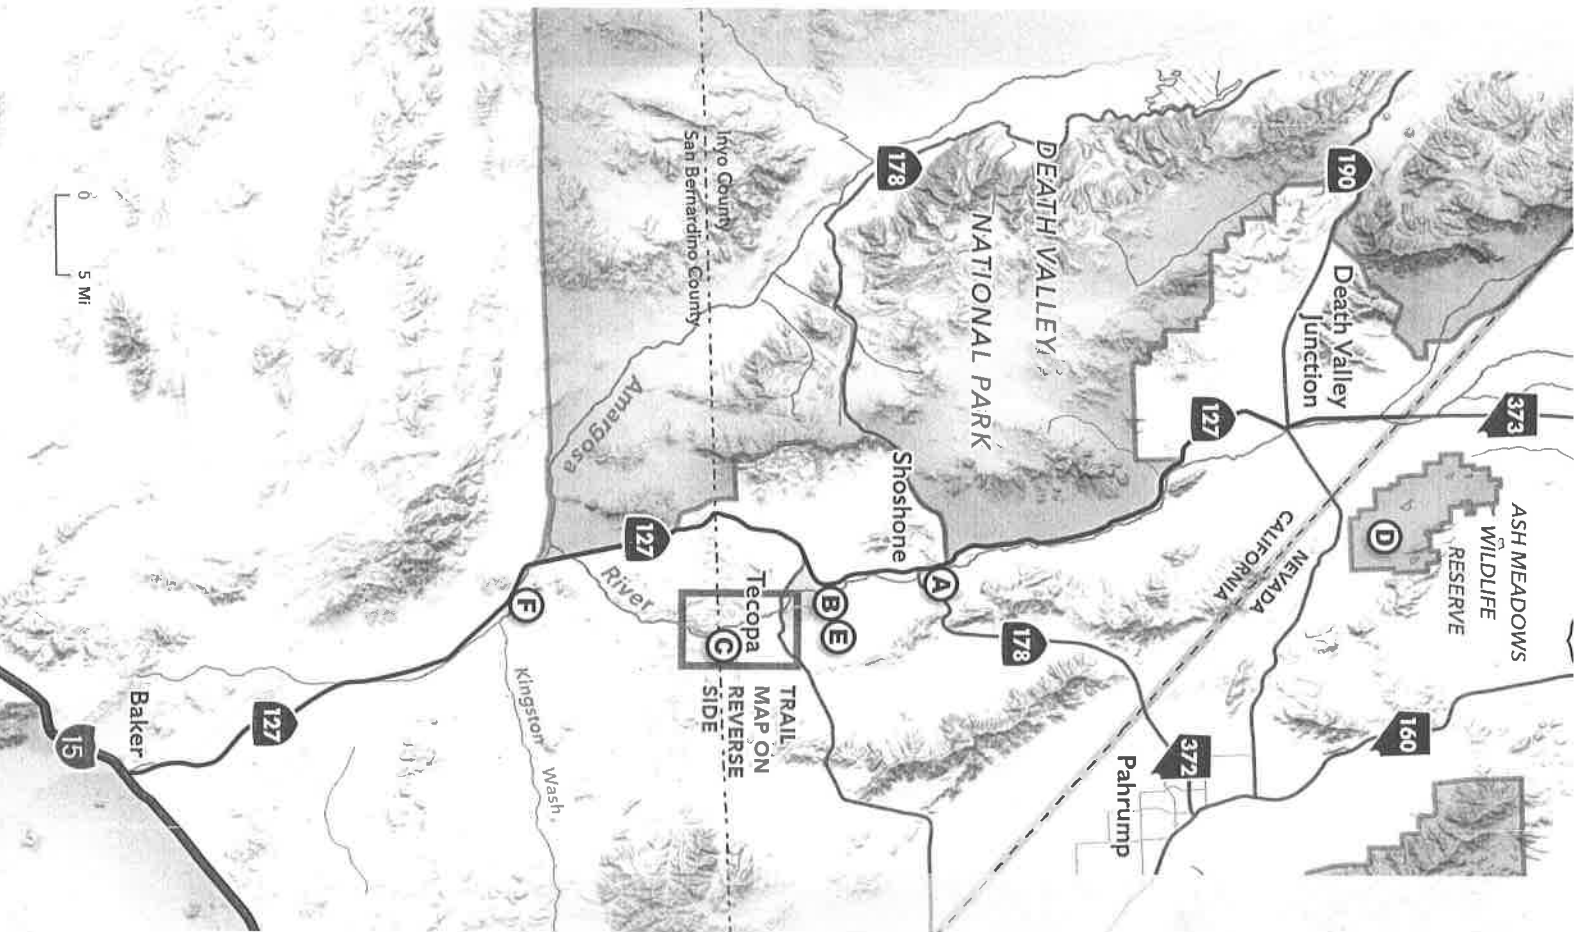 373
ASH MEADOWS
WILDLIFE
RESERVE
D
160
190
Death Valley
Junction
127
CALIFORNIA
NEVADA
372
Pahrump
DEATH VALLEY
NATIONAL PARK
178
178
Shoshone
A
B
E
Inyo County
San Bernardino County
Tecopa
C
TRAIL
MAP ON
REVERSE
SIDE
Amargosa
River
127
F
Kingston Wash
127
Baker
15
0
5 Mi